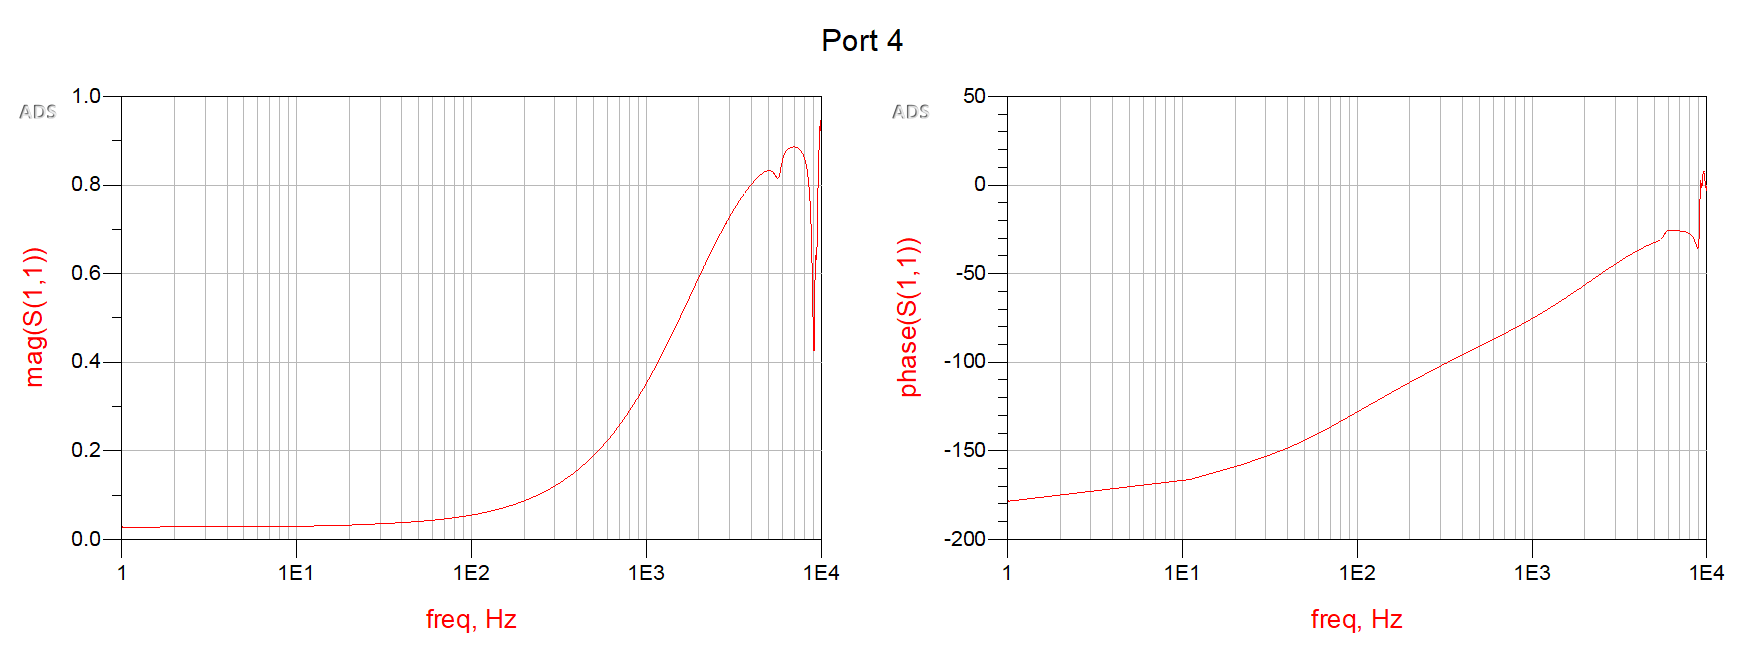 Port 4
ADS
mag(S(1,1))
1.0
0.8
0.6
0.4
0.2
0.0
1
1E1
1E2
1E3
1E4
freq, Hz
ADS
phase(S(1,1))
50
0
-50
-100
-150
-200
1
1E1
1E2
1E3
1E4
freq, Hz